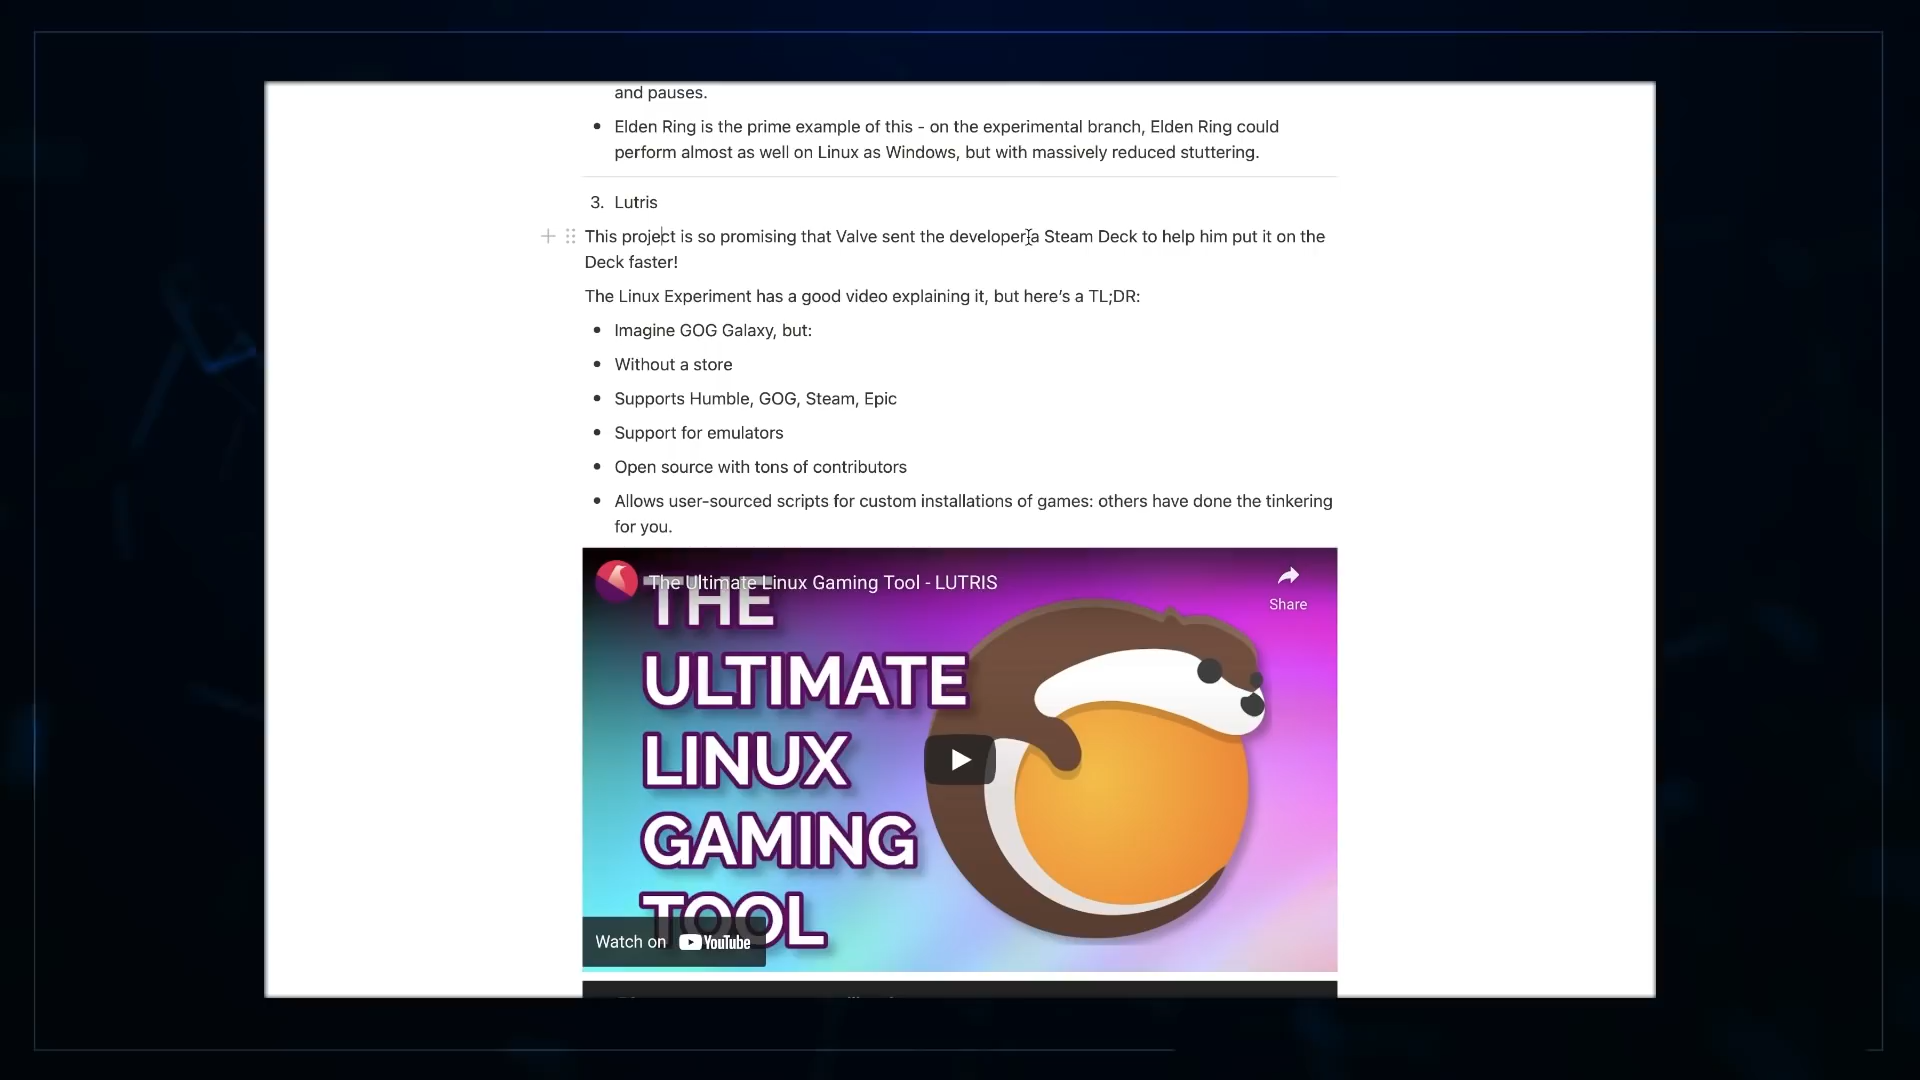 and pauses.
• Elden Ring is the prime example of this - on the experimental branch, Elden Ring could
perform almost as well on Linux as Windows, but with massively reduced stuttering.
3. Lutris
This project is so promising that Valve sent the developer a Steam Deck to help him put it on the
Deck faster!
The Linux Experiment has a good video explaining it, but here’s a TL;DR:
• Imagine GOG Galaxy, but:
• Without a store
• Supports Humble, GOG, Steam, Epic
• Support for emulators
• Open source with tons of contributors
• Allows user-sourced scripts for custom installations of games: others have done the tinkering
for you.
The Ultimate Linux Gaming Tool - LUTRIS
Share
THE
ULTIMATE
LINUX
GAMING
TOOL
Watch on YouTube